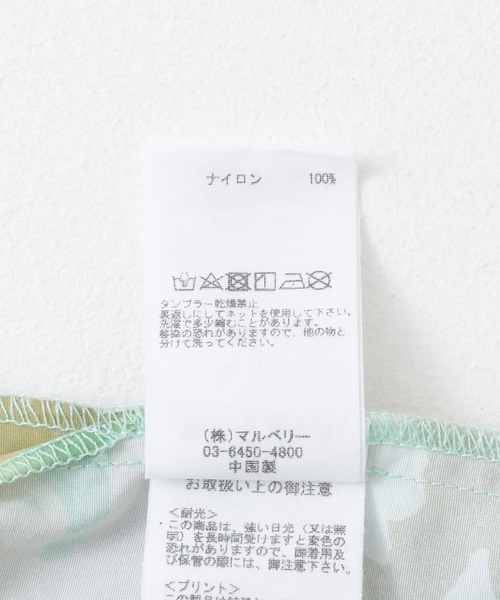 ナイロン 100%
タンブラー乾燥禁止
裏返しにしてネットを使用して下さい。
洗濯で多少縮むことがあります。
移染の恐れがありますので、他の物と
分けて洗ってください。
(株)マルベリー
03-6450-4800
中国製
お取扱い上の御注意
<耐光>
・この商品は、強い日光(又は照
明)を長時間受けますと変色の
恐れがありますので、御着用及
び保管の際には、御注意下さい。
<プリント>